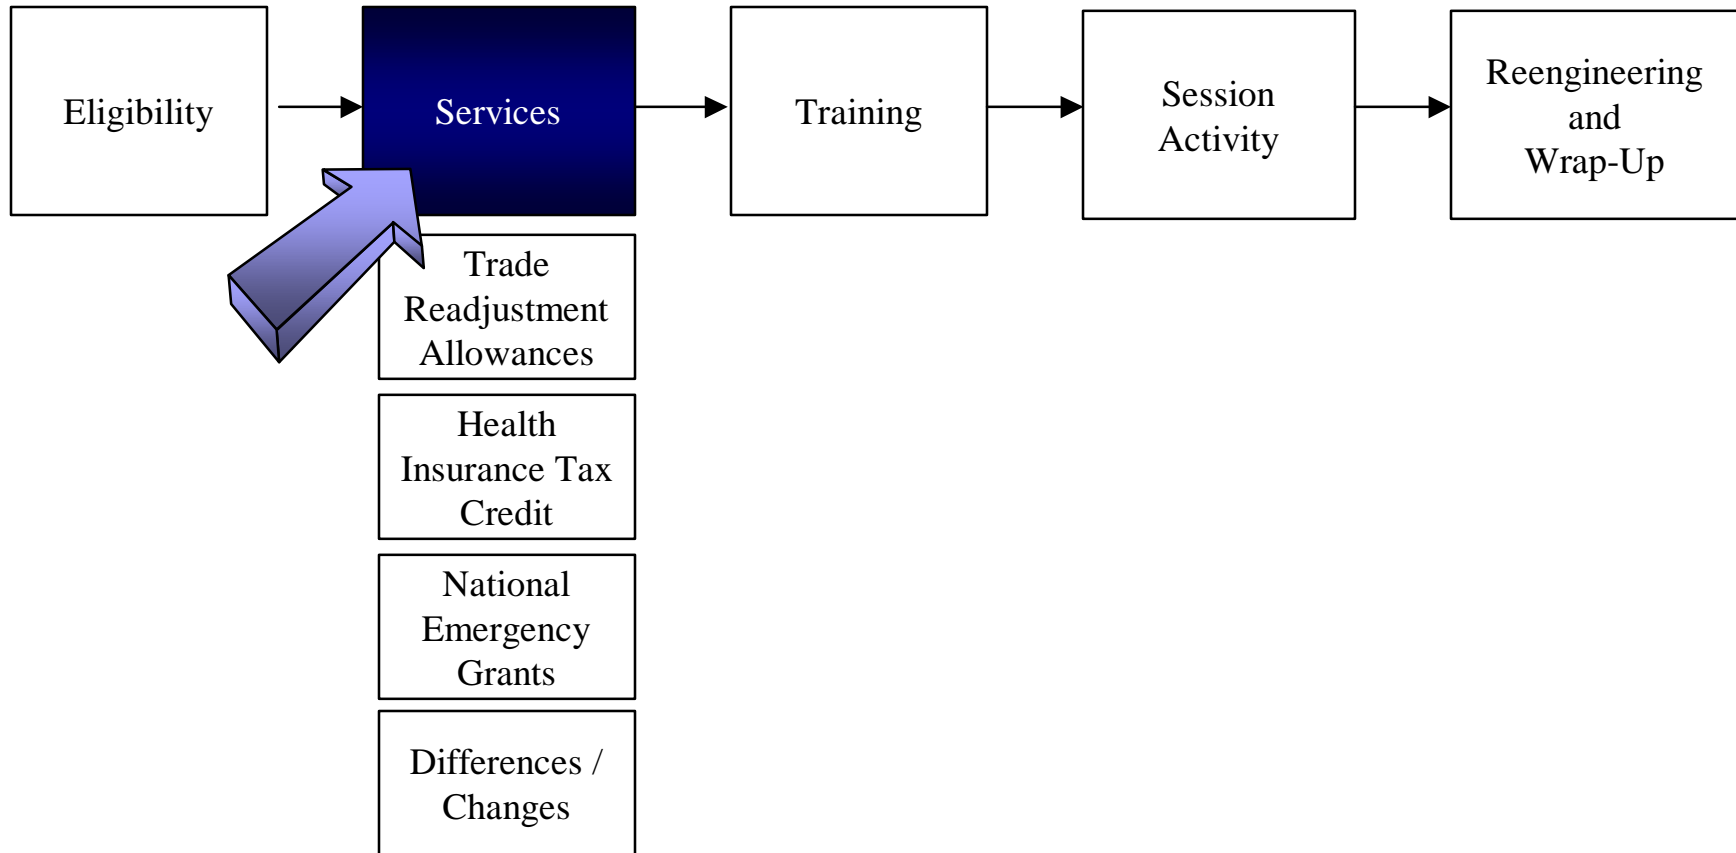 Eligibility
Services
Training
Session
Activity
Reengineering
and
Wrap-Up
Trade
Readjustment
Allowances
Health
Insurance Tax
Credit
National
Emergency
Grants
Differences /
Changes